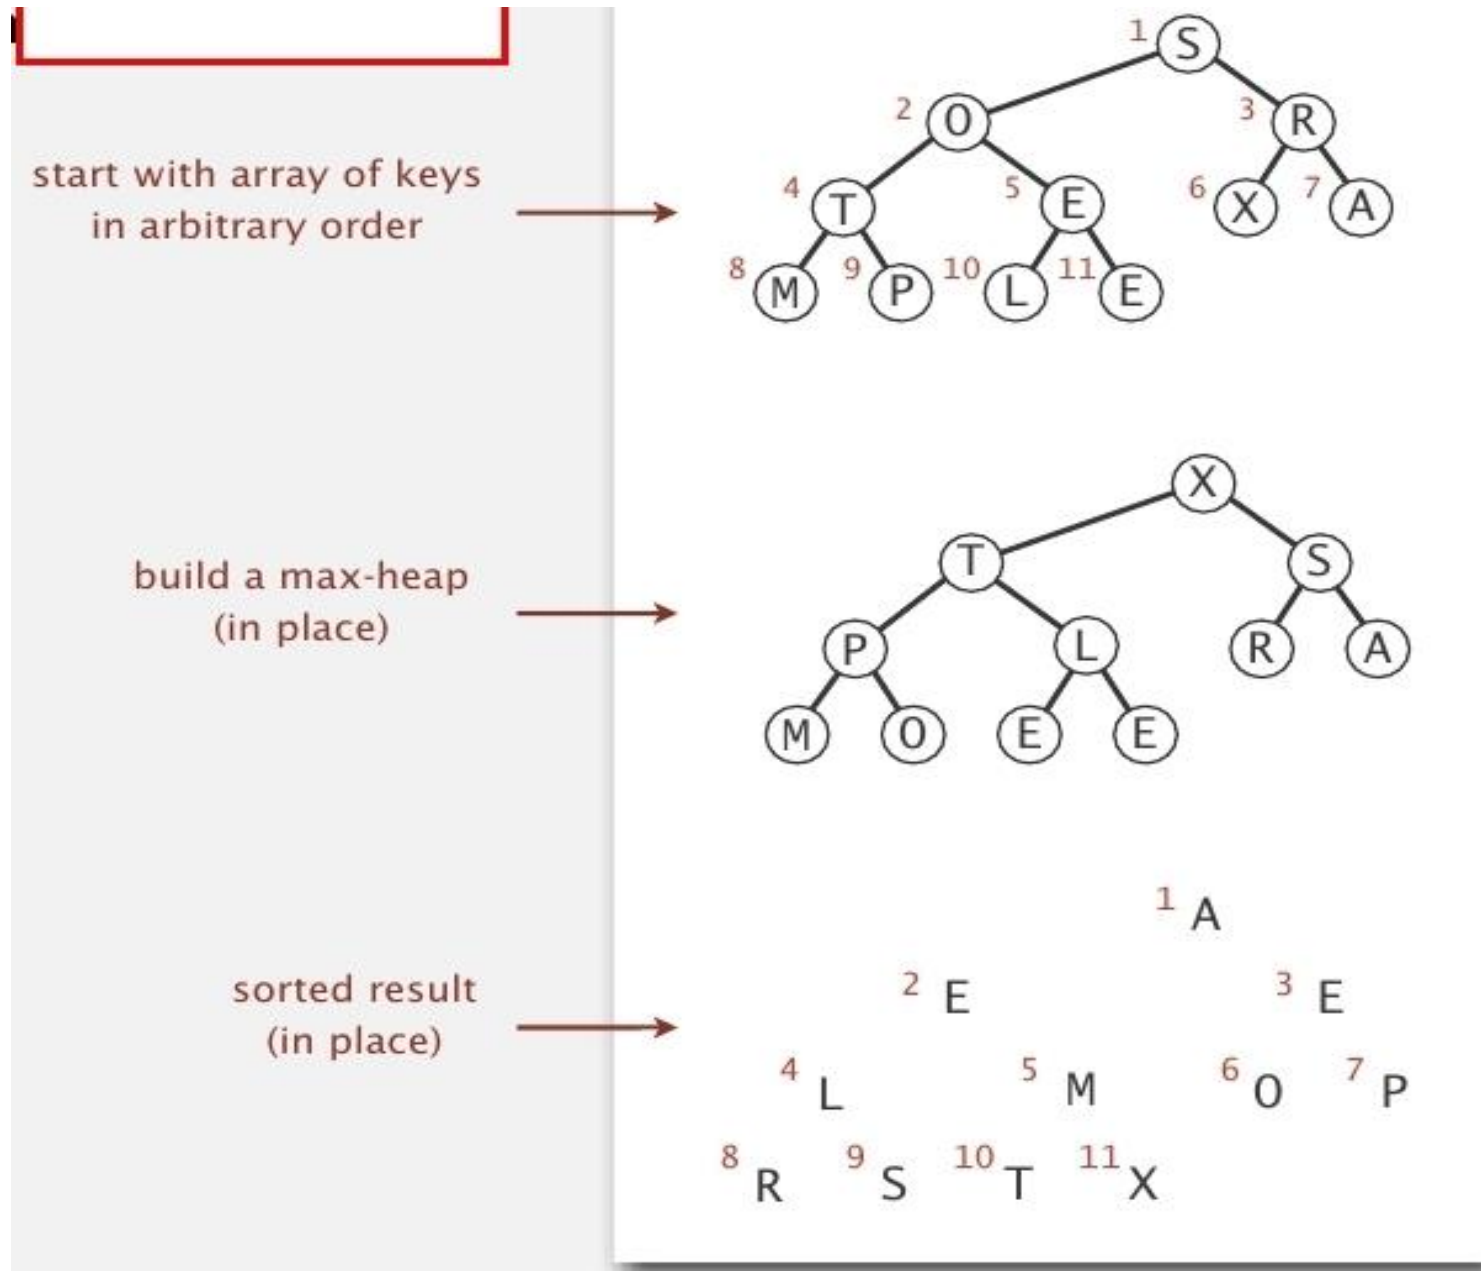 1 S
2 O 3 R
start with array of keys
in arbitrary order
4 T 5 E 6 X 7 A
8 M 9 P 10 L 11 E
X
T S
build a max-heap
(in place)
P L R A
M O E E
1 A
2 E 3 E
sorted result
(in place)
4 L 5 M 6 O 7 P
8 R 9 S 10 T 11 X